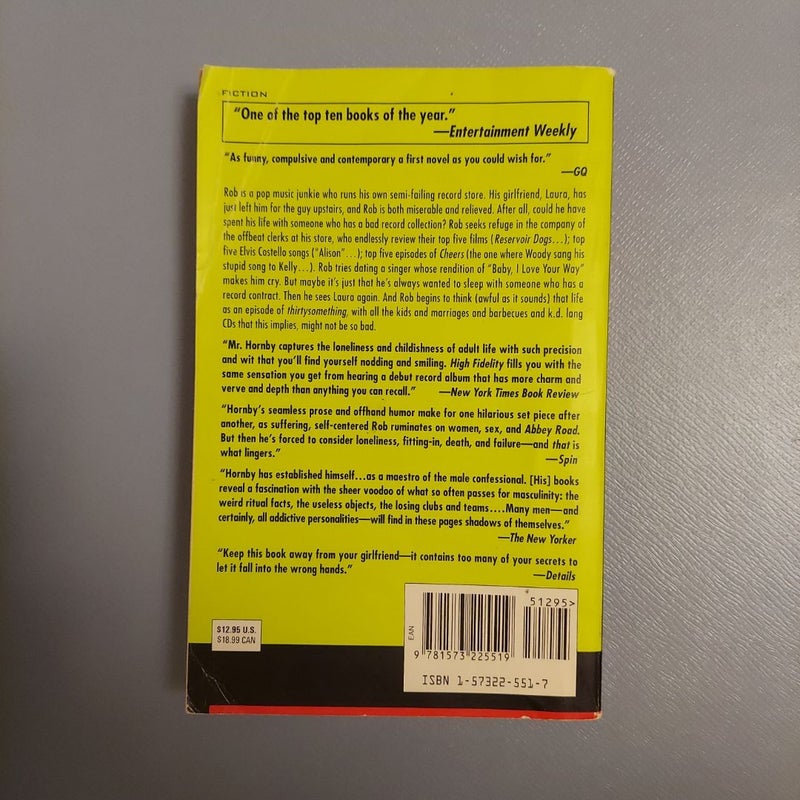 FICTION
"One of the top ten books of the year."
—Entertainment Weekly
"As funny, compulsive and contemporary a first novel as you could wish for."
—GQ
Rob is a pop music junkie who runs his own semi-failing record store. His girlfriend, Laura, has
just left him for the guy upstairs, and Rob is both miserable and relieved. After all, could he have
spent his life with someone who has a bad record collection? Rob seeks refuge in the company of
the offbeat clerks at his store, who endlessly review their top five films (Reservoir Dogs...); top
five Elvis Costello songs ("Alison"...); top five episodes of Cheers (the one where Woody sang his
stupid song to Kelly...). Rob tries dating a singer whose rendition of "Baby, I Love Your Way"
makes him cry. But maybe it's just that he's always wanted to sleep with someone who has a
record contract. Then he sees Laura again. And Rob begins to think (awful as it sounds) that life
as an episode of thirtysomething, with all the kids and marriages and barbecues and k.d. lang
CDs that this implies, might not be so bad.
"Mr. Hornby captures the loneliness and childishness of adult life with such precision
and wit that you'll find yourself nodding and smiling. High Fidelity fills you with the
same sensation you get from hearing a debut record album that has more charm and
verve and depth than anything you can recall." —New York Times Book Review
"Hornby's seamless prose and offhand humor make for one hilarious set piece after
another, as suffering, self-centered Rob ruminates on women, sex, and Abbey Road.
But then he's forced to consider loneliness, fitting-in, death, and failure—and that is
what lingers." —Spin
"Hornby has established himself...as a maestro of the male confessional. [His] books
reveal a fascination with the sheer voodoo of what so often passes for masculinity: the
weird ritual facts, the useless objects, the losing clubs and teams....Many men—and
certainly, all addictive personalities—will find in these pages shadows of themselves."
—The New Yorker
"Keep this book away from your girlfriend—it contains too many of your secrets to
let it fall into the wrong hands." —Details
51295>
EAN
9 781573 225519
ISBN 1-57322-551-7
$12.95 U.S.
$18.99 CAN